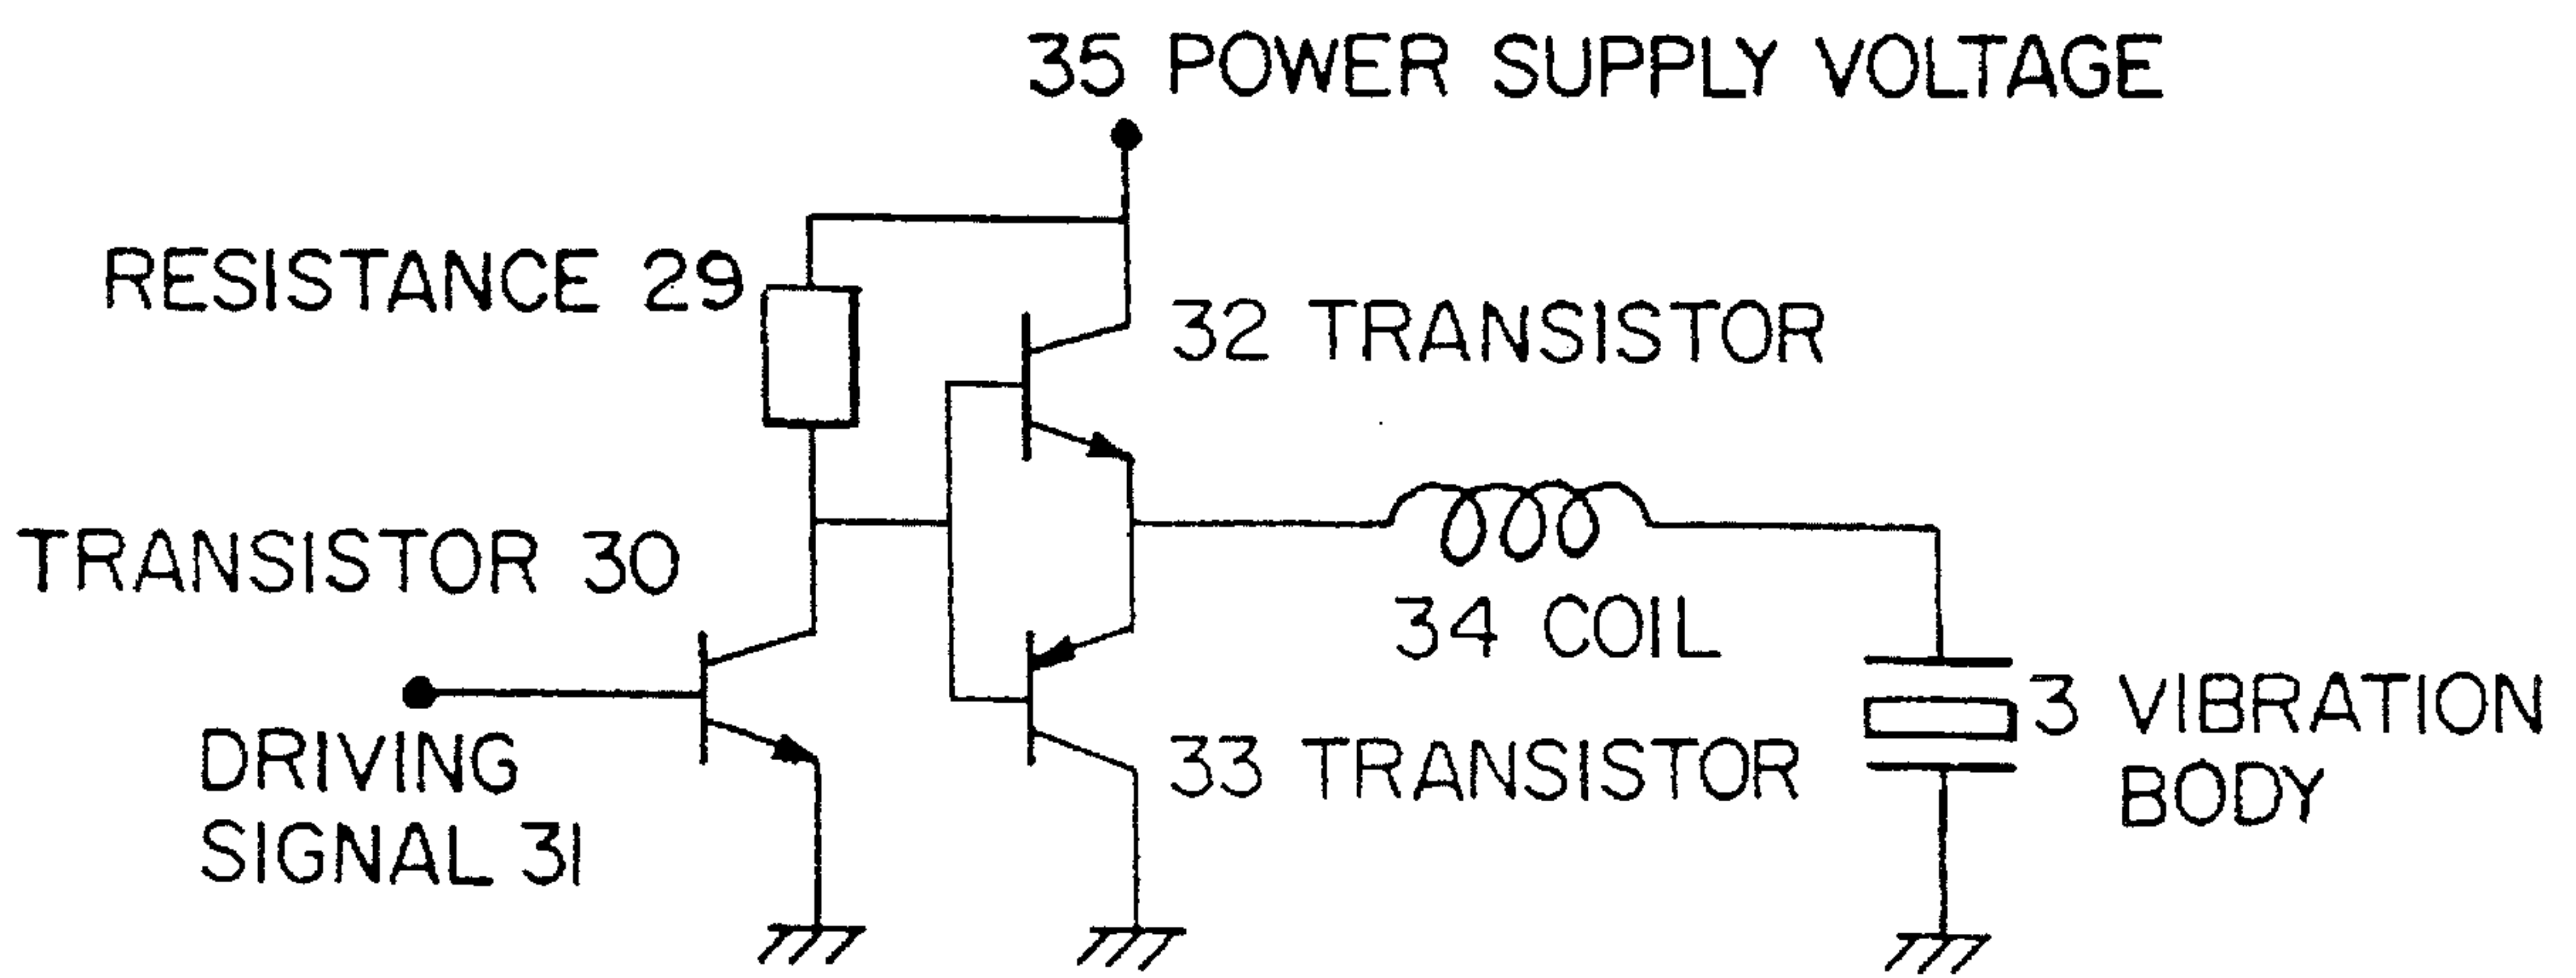 35 POWER SUPPLY VOLTAGE
RESISTANCE 29
32 TRANSISTOR
TRANSISTOR 30
34 COIL
3 VIBRATION
BODY
DRIVING
SIGNAL 31
33 TRANSISTOR